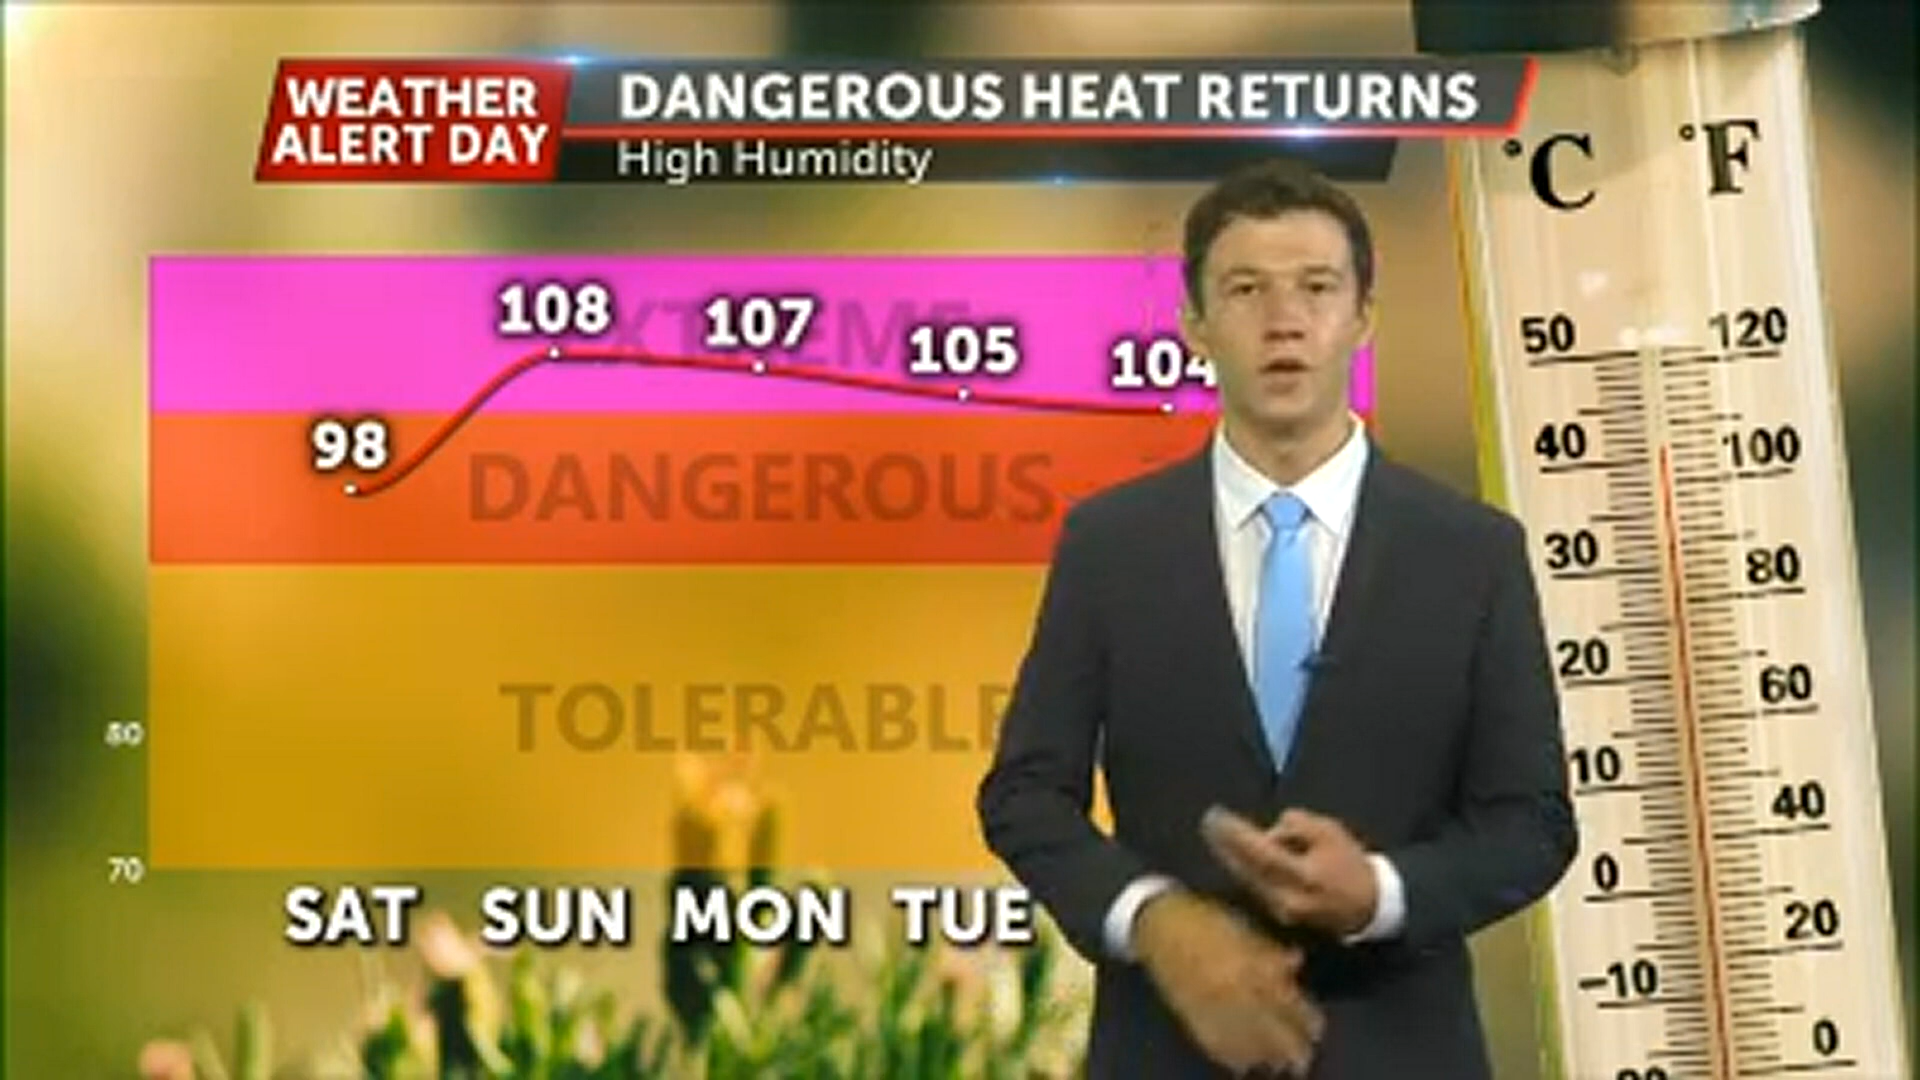 WEATHER
ALERT DAY
DANGEROUS HEAT RETURNS
High Humidity
°C °F
108
107
105
104
98
DANGEROUS
TOLERABLE
80
70
SAT SUN MON TUE
50 120
40 100
30 80
20 60
10 40
0 20
-10 0